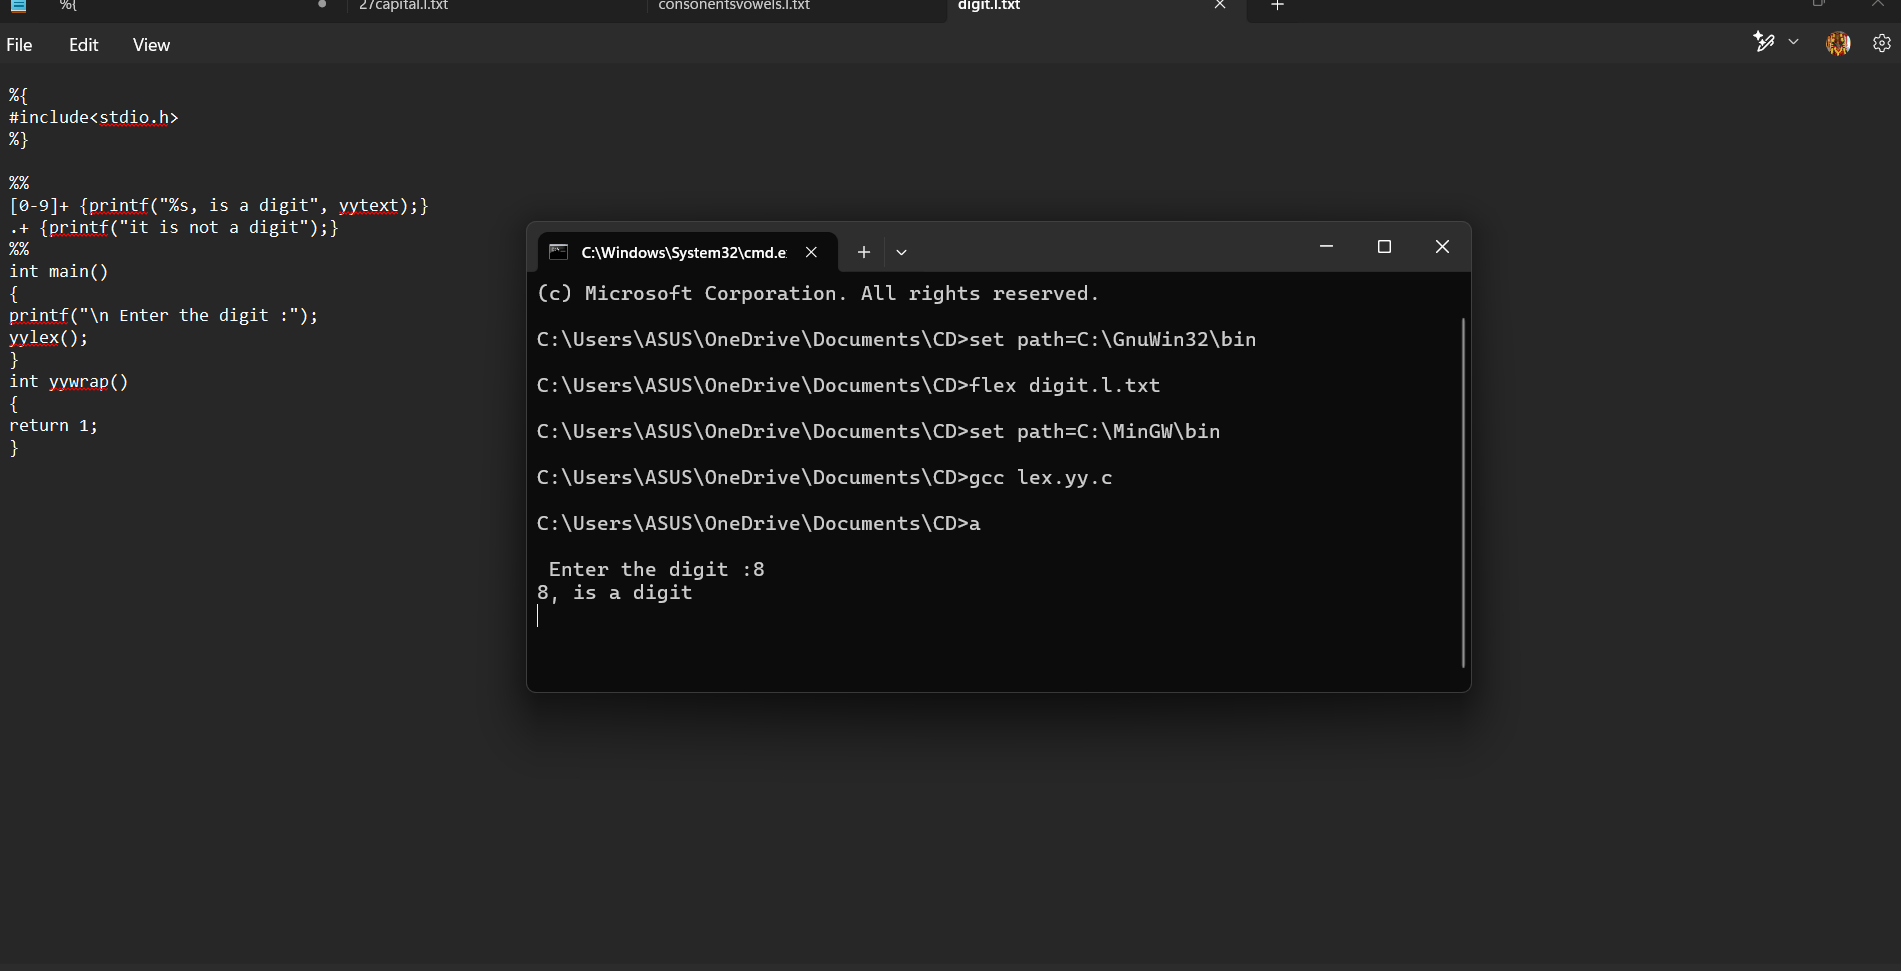 %{
27capital.l.txt
consonentsvowels.l.txt
digit.l.txt
File Edit View
%{
#include<stdio.h>
%}
%%
[0-9]+ {printf("%s, is a digit", yytext);}
.+ {printf("it is not a digit");}
%%
int main()
{
printf("\n Enter the digit :");
yylex();
}
int yywrap()
{
return 1;
}
C:\Windows\System32\cmd.e
(c) Microsoft Corporation. All rights reserved.
C:\Users\ASUS\OneDrive\Documents\CD>set path=C:\GnuWin32\bin
C:\Users\ASUS\OneDrive\Documents\CD>flex digit.l.txt
C:\Users\ASUS\OneDrive\Documents\CD>set path=C:\MinGW\bin
C:\Users\ASUS\OneDrive\Documents\CD>gcc lex.yy.c
C:\Users\ASUS\OneDrive\Documents\CD>a
Enter the digit :8
8, is a digit